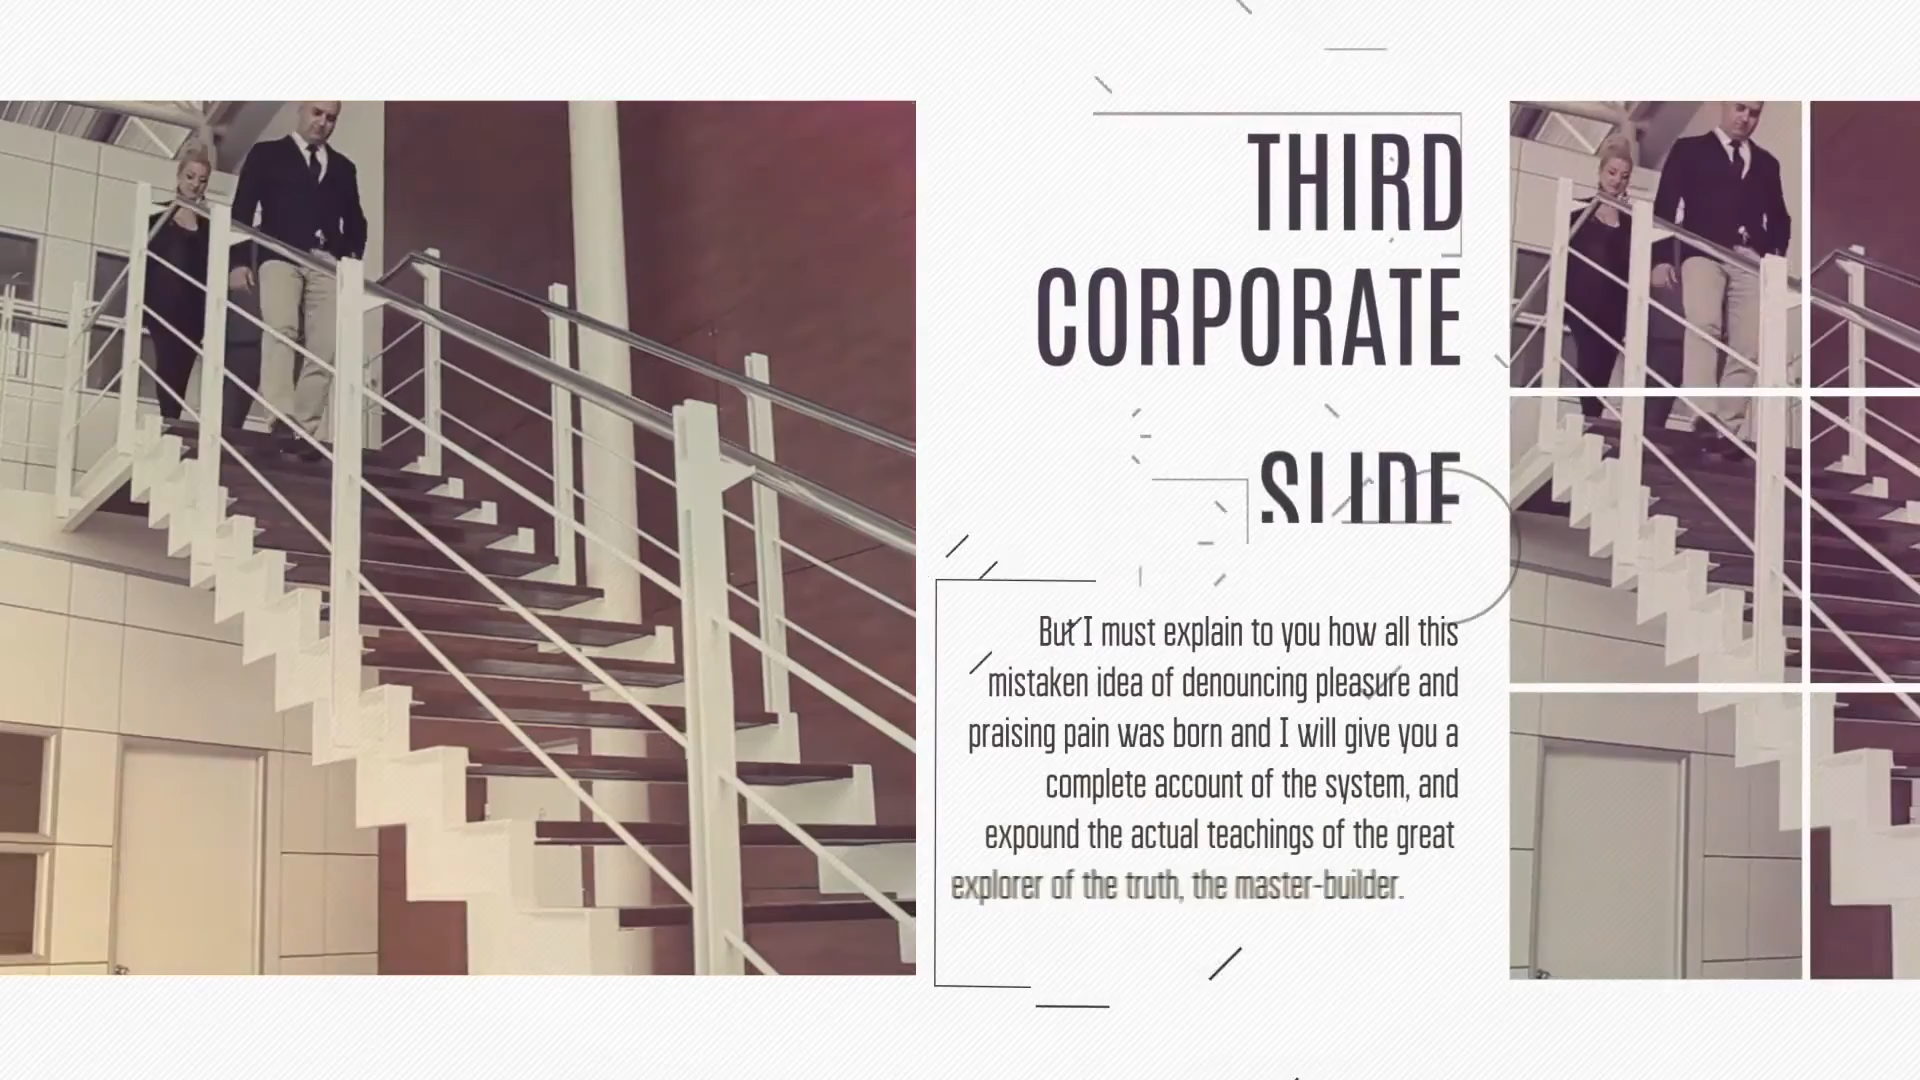 THIRD
CORPORATE
SLIDE
But I must explain to you how all this
mistaken idea of denouncing pleasure and
praising pain was born and I will give you a
complete account of the system, and
expound the actual teachings of the great
explorer of the truth, the master-builder.